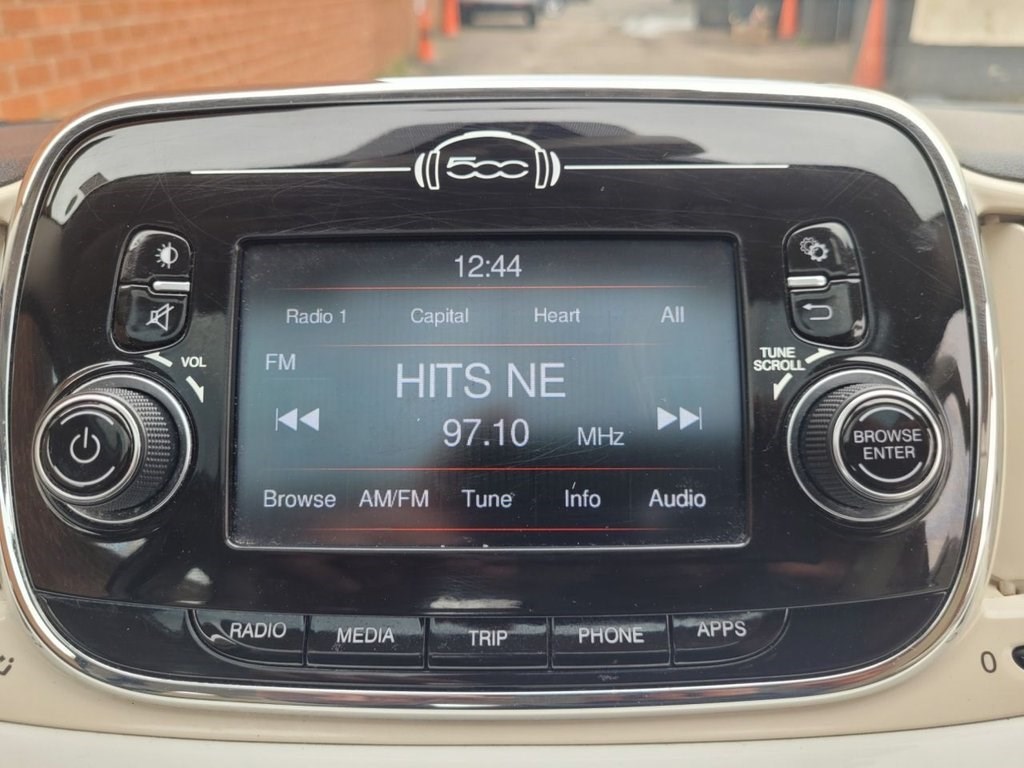 500
12:44
Radio 1 Capital Heart All
FM
VOL
TUNE
SCROLL
HITS NE
97.10 MHz
BROWSE
ENTER
Browse AM/FM Tune Info Audio
RADIO MEDIA TRIP PHONE APPS
0